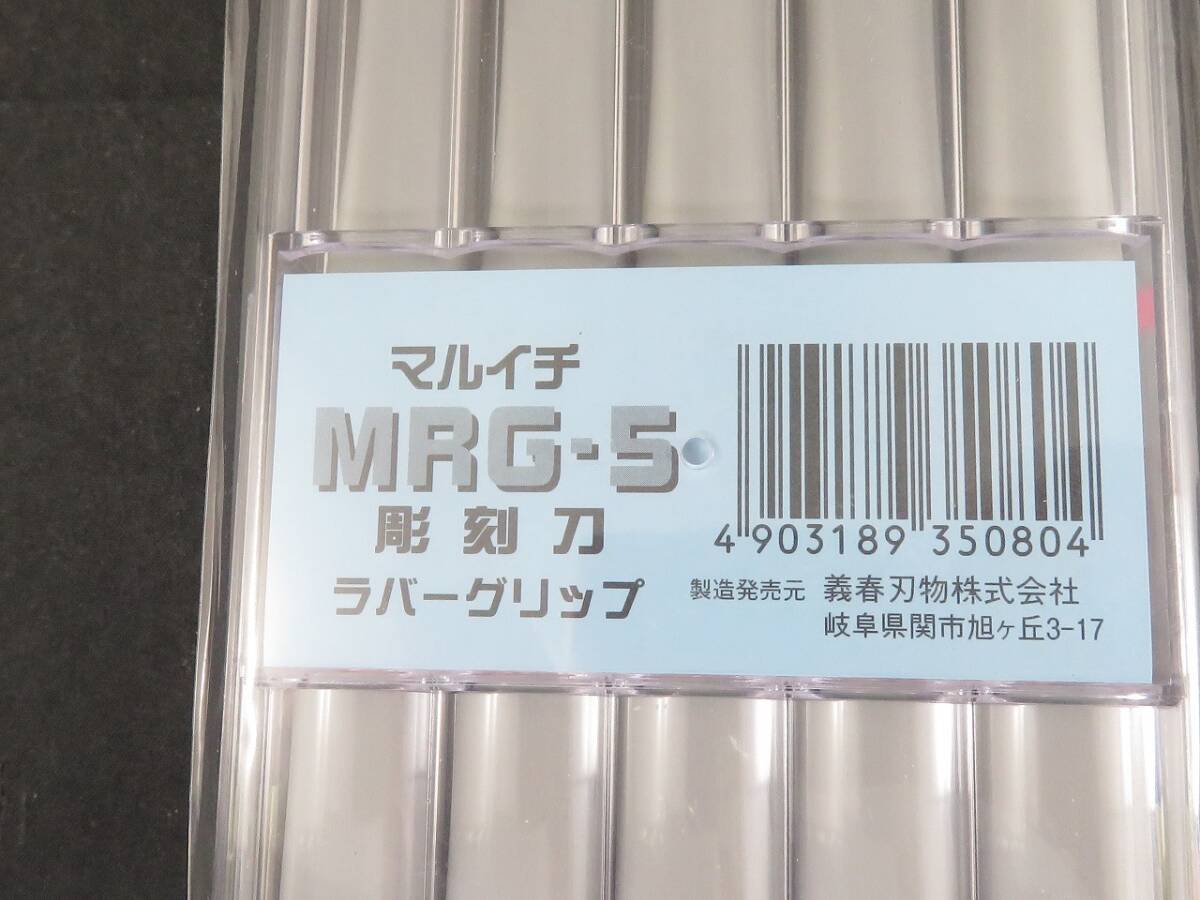 マルイチ
MRG-5
彫刻刀
ラバーグリップ
4 903189 350804
製造発売元 義春刃物株式会社
岐阜県関市旭ヶ丘3-17